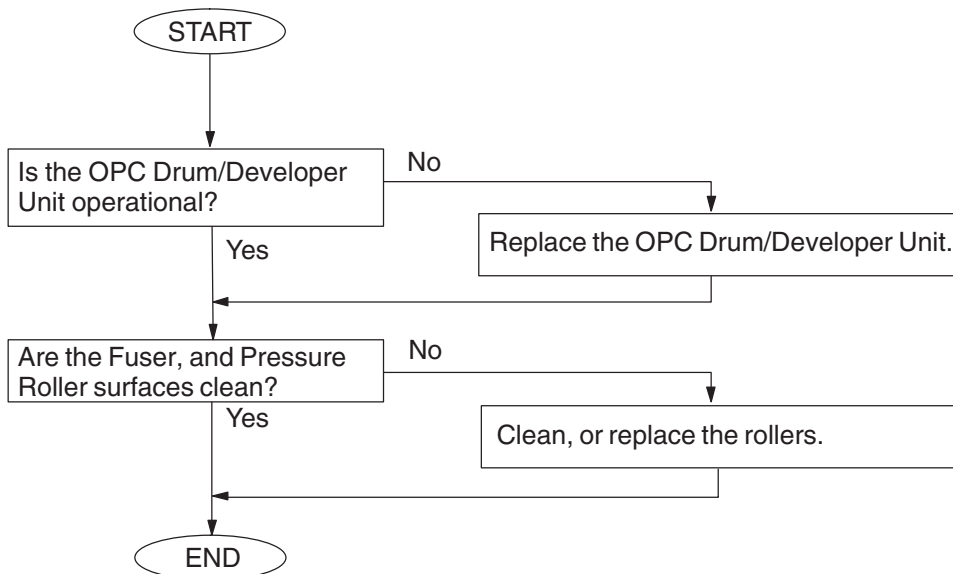 START
Is the OPC Drum/Developer
Unit operational?
No
Replace the OPC Drum/Developer Unit.
Yes
Are the Fuser, and Pressure
Roller surfaces clean?
No
Clean, or replace the rollers.
Yes
END